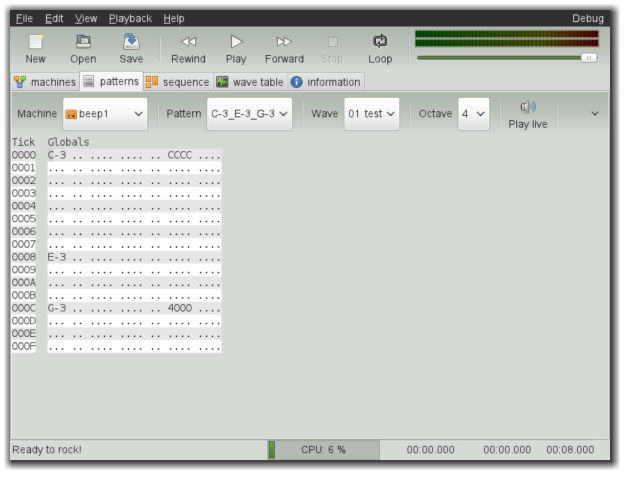 File Edit View Playback Help Debug
New Open Save Rewind Play Forward Stop Loop
machines patterns sequence wave table information
Machine beep1 Pattern C-3_E-3_G-3 Wave 01 test Octave 4 Play live
Tick Globals
0000 C-3 .. .... .... .. CCCC ....
0001 ... .. .... .... .. .... ....
0002 ... .. .... .... .. .... ....
0003 ... .. .... .... .. .... ....
0004 ... .. .... .... .. .... ....
0005 ... .. .... .... .. .... ....
0006 ... .. .... .... .. .... ....
0007 ... .. .... .... .. .... ....
0008 E-3 .. .... .... .. .... ....
0009 ... .. .... .... .. .... ....
000A ... .. .... .... .. .... ....
000B ... .. .... .... .. .... ....
000C G-3 .. .... .... .. 4000 ....
000D ... .. .... .... .. .... ....
000E ... .. .... .... .. .... ....
000F ... .. .... .... .. .... ....
Ready to rock! CPU: 6 % 00:00.000 00:00.000 00:08.000